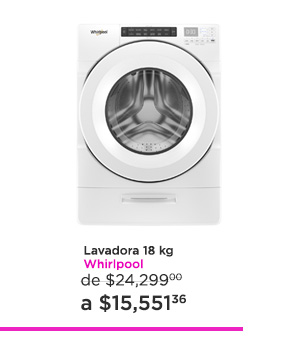 Whirlpool
Lavadora 18 kg
Whirlpool
de $24,299⁰⁰
a $15,551³⁶